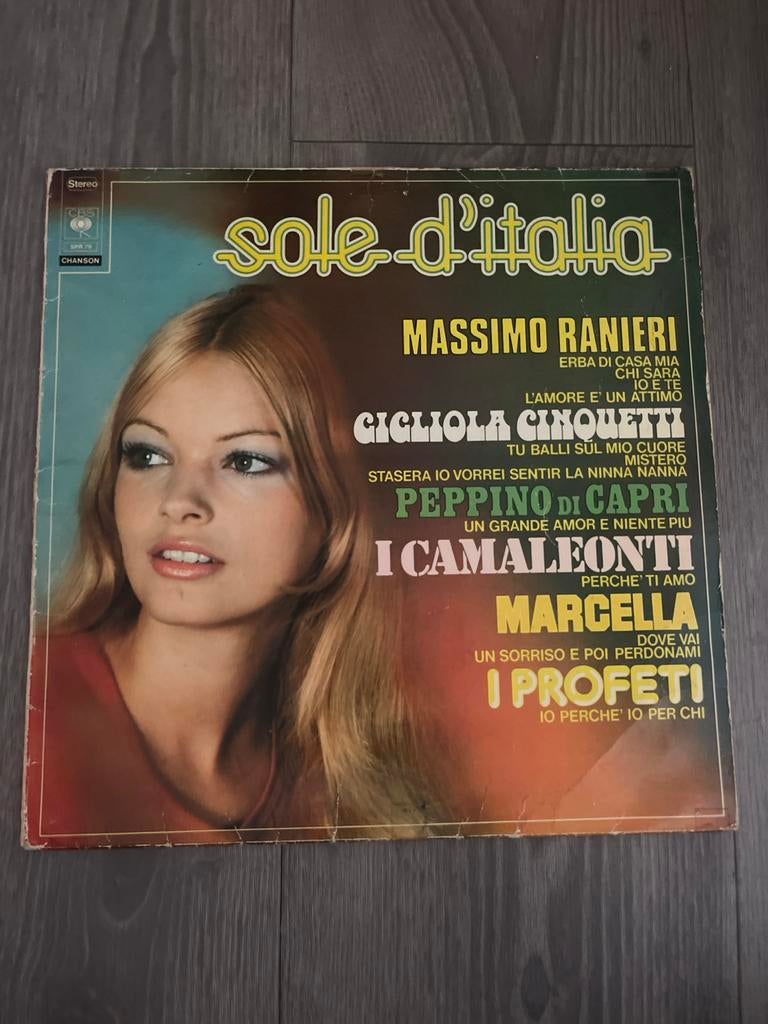 Stereo
CBS
SPR 79
CHANSON
sole d'italia
MASSIMO RANIERI
ERBA DI CASA MIA
CHI SARA
IO E TE
L'AMORE E' UN ATTIMO
GIGLIOLA CINQUETTI
TU BALLI SUL MIO CUORE
MISTERO
STASERA IO VORREI SENTIR LA NINNA NANNA
PEPPINO DI CAPRI
UN GRANDE AMOR E NIENTE PIU
I CAMALEONTI
PERCHE' TI AMO
MARCELLA
DOVE VAI
UN SORRISO E POI PERDONAMI
I PROFETI
IO PERCHE' IO PER CHI